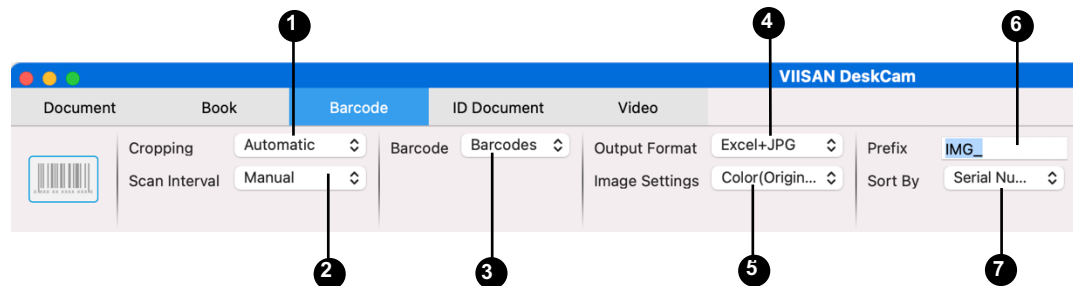 1 4 6
VIISAN DeskCam
Document Book Barcode ID Document Video
Cropping Automatic Barcode Barcodes Output Format Excel+JPG Prefix IMG_
Scan Interval Manual Image Settings Color(Origin... Sort By Serial Nu...
2 3 5 7